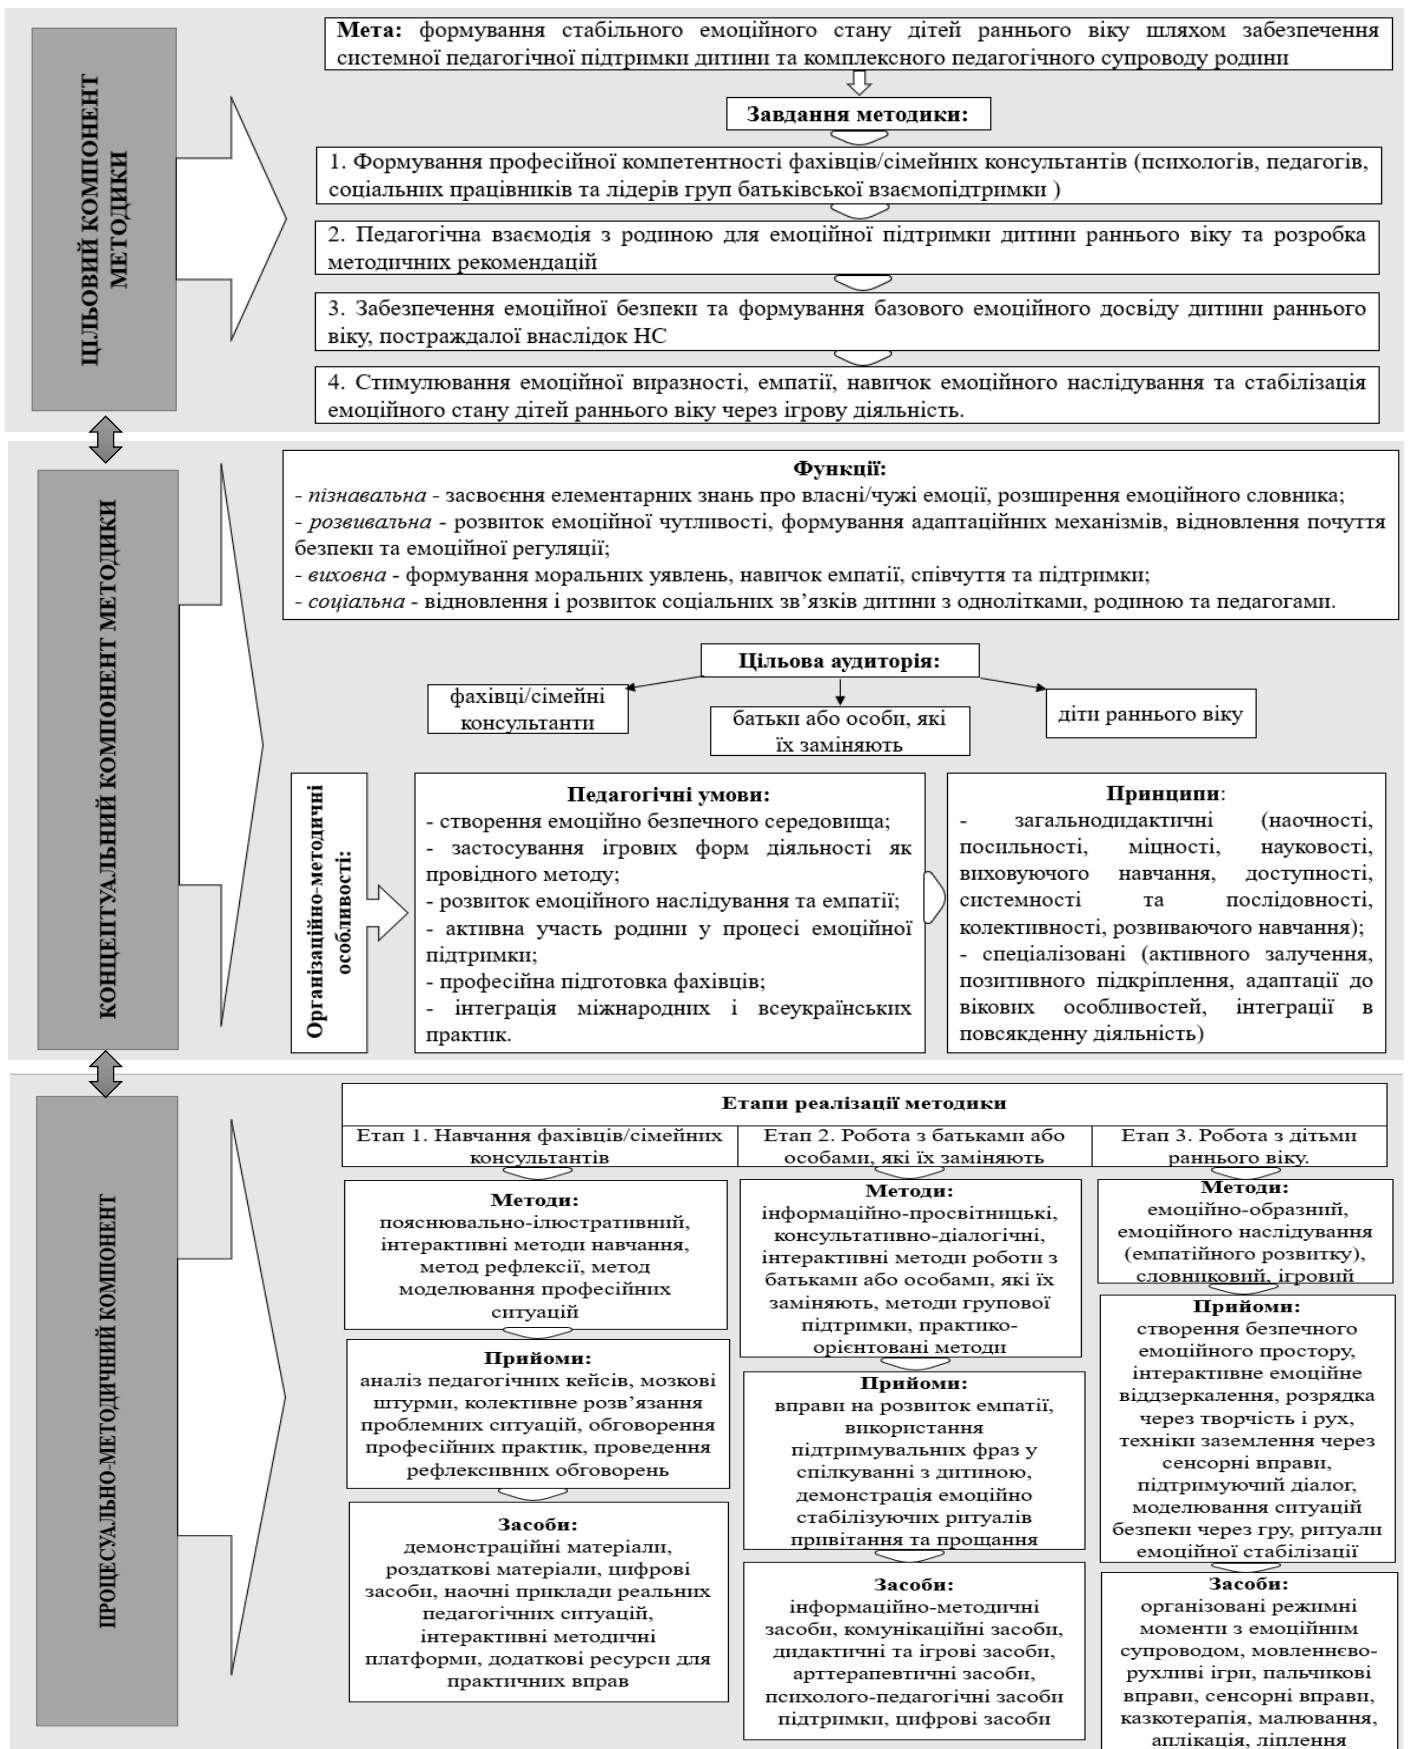 ЦІЛЬОВИЙ КОМПОНЕНТ
МЕТОДИКИ
Мета: формування стабільного емоційного стану дітей раннього віку шляхом забезпечення
системної педагогічної підтримки дитини та комплексного педагогічного супроводу родини
Завдання методики:
1. Формування професійної компетентності фахівців/сімейних консультантів (психологів, педагогів,
соціальних працівників та лідерів груп батьківської взаємопідтримки )
2. Педагогічна взаємодія з родиною для емоційної підтримки дитини раннього віку та розробка
методичних рекомендацій
3. Забезпечення емоційної безпеки та формування базового емоційного досвіду дитини раннього
віку, постраждалої внаслідок НС
4. Стимулювання емоційної виразності, емпатії, навичок емоційного наслідування та стабілізація
емоційного стану дітей раннього віку через ігрову діяльність.
КОНЦЕПТУАЛЬНИЙ КОМПОНЕНТ МЕТОДИКИ
Функції:
- пізнавальна - засвоєння елементарних знань про власні/чужі емоції, розширення емоційного словника;
- розвивальна - розвиток емоційної чутливості, формування адаптаційних механізмів, відновлення почуття
безпеки та емоційної регуляції;
- виховна - формування моральних уявлень, навичок емпатії, співчуття та підтримки;
- соціальна - відновлення і розвиток соціальних зв’язків дитини з однолітками, родиною та педагогами.
Цільова аудиторія:
фахівці/сімейні
консультанти
батьки або особи, які
їх заміняють
діти раннього віку
Організаційно-методичні
особливості:
Педагогічні умови:
- створення емоційно безпечного середовища;
- застосування ігрових форм діяльності як
провідного методу;
- розвиток емоційного наслідування та емпатії;
- активна участь родини у процесі емоційної
підтримки;
- професійна підготовка фахівців;
- інтеграція міжнародних і всеукраїнських
практик.
Принципи:
- загальнодидактичні (наочності,
посильності, міцності, науковості,
виховуючого навчання, доступності,
системності та послідовності,
колективності, розвиваючого навчання);
- спеціалізовані (активного залучення,
позитивного підкріплення, адаптації до
вікових особливостей, інтеграції в
повсякденну діяльність)
ПРОЦЕСУАЛЬНО-МЕТОДИЧНИЙ КОМПОНЕНТ
Етапи реалізації методики
Етап 1. Навчання фахівців/сімейних
консультантів
Етап 2. Робота з батьками або
особами, які їх заміняють
Етап 3. Робота з дітьми
раннього віку.
Методи:
пояснювально-ілюстративний,
інтерактивні методи навчання,
метод рефлексії, метод
моделювання професійних
ситуацій
Прийоми:
аналіз педагогічних кейсів, мозкові
штурми, колективне розв’язання
проблемних ситуацій, обговорення
професійних практик, проведення
рефлексивних обговорень
Засоби:
демонстраційні матеріали,
роздаткові матеріали, цифрові
засоби, наочні приклади реальних
педагогічних ситуацій,
інтерактивні методичні
платформи, додаткові ресурси для
практичних вправ
Методи:
інформаційно-просвітницькі,
консультативно-діалогічні,
інтерактивні методи роботи з
батьками або особами, які їх
заміняють, методи групової
підтримки, практико-
орієнтовані методи
Прийоми:
вправи на розвиток емпатії,
використання
підтримувальних фраз у
спілкуванні з дитиною,
демонстрація емоційно
стабілізуючих ритуалів
привітання та прощання
Засоби:
інформаційно-методичні
засоби, комунікаційні засоби,
дидактичні та ігрові засоби,
арттерапевтичні засоби,
психолого-педагогічні засоби
підтримки, цифрові засоби
Методи:
емоційно-образний,
емоційного наслідування
(емпатійного розвитку),
словниковий, ігровий
Прийоми:
створення безпечного
емоційного простору,
інтерактивне емоційне
віддзеркалення, розрядка
через творчість і рух,
техніки заземлення через
сенсорні вправи,
підтримуючий діалог,
моделювання ситуацій
безпеки через гру, ритуали
емоційної стабілізації
Засоби:
організовані режимні
моменти з емоційним
супроводом, мовленнєво-
рухливі ігри, пальчикові
вправи, сенсорні вправи,
казкотерапія, малювання,
аплікація, ліплення